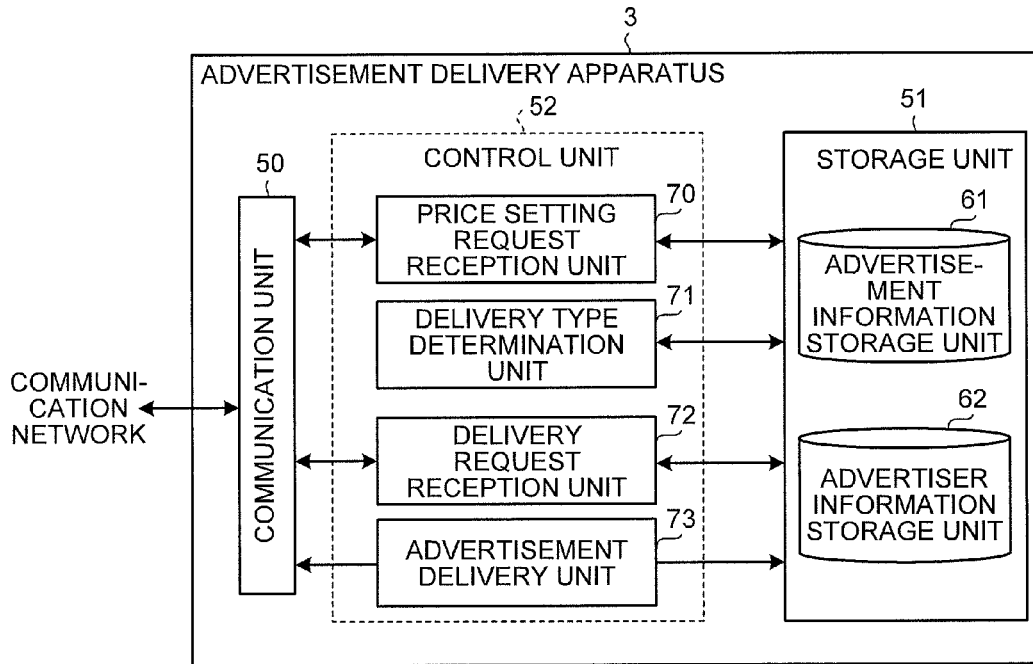 3
ADVERTISEMENT DELIVERY APPARATUS
52
51
CONTROL UNIT
STORAGE UNIT
50
COMMUNICATION UNIT
70
PRICE SETTING
REQUEST
RECEPTION UNIT
61
ADVERTISE-
MENT
INFORMATION
STORAGE UNIT
71
DELIVERY TYPE
DETERMINATION
UNIT
COMMUNI-
CATION
NETWORK
72
DELIVERY
REQUEST
RECEPTION UNIT
62
ADVERTISER
INFORMATION
STORAGE UNIT
73
ADVERTISEMENT
DELIVERY UNIT